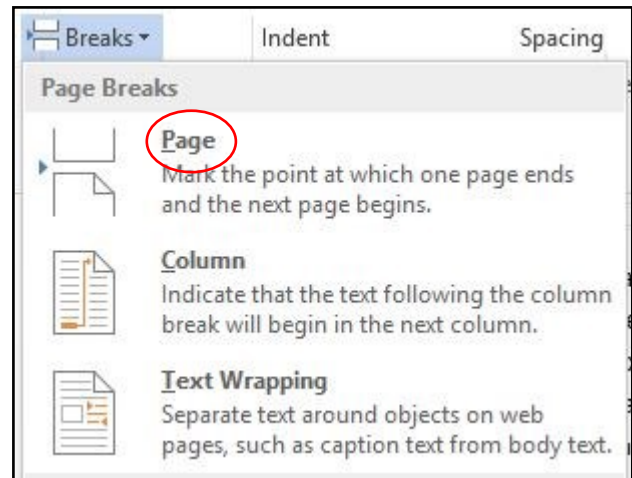 Breaks Indent Spacing
Page Breaks
Page
Mark the point at which one page ends
and the next page begins.
Column
Indicate that the text following the column
break will begin in the next column.
Text Wrapping
Separate text around objects on web
pages, such as caption text from body text.